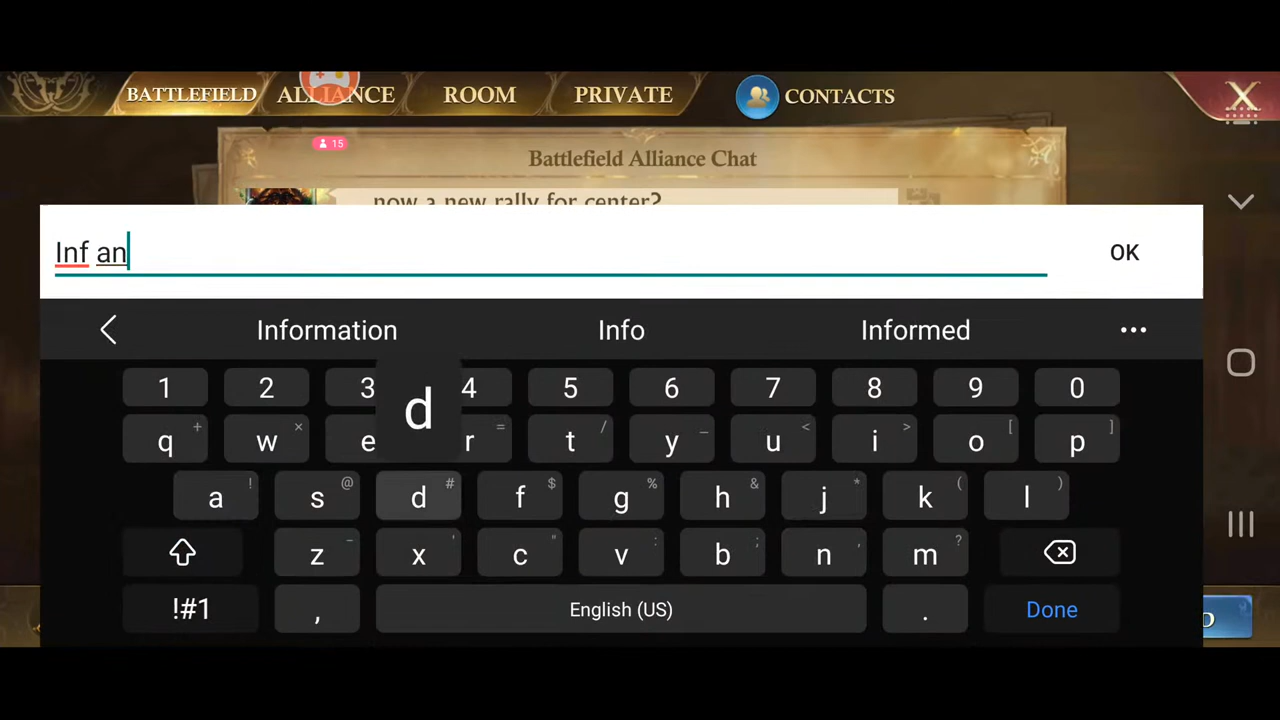 BATTLEFIELD ALLIANCE ROOM PRIVATE CONTACTS X
15
Battlefield Alliance Chat
now a new rally for center?
Inf an OK
Information Info Informed •••
d
1 2 3 4 5 6 7 8 9 0
q + w × e r = t / y _ u < i > o [ p ]
a ! s @ d # f $ g % h & j * k ( l )
z - x ' c " v : b ; n , m ?
!#1 , English (US) . Done
D